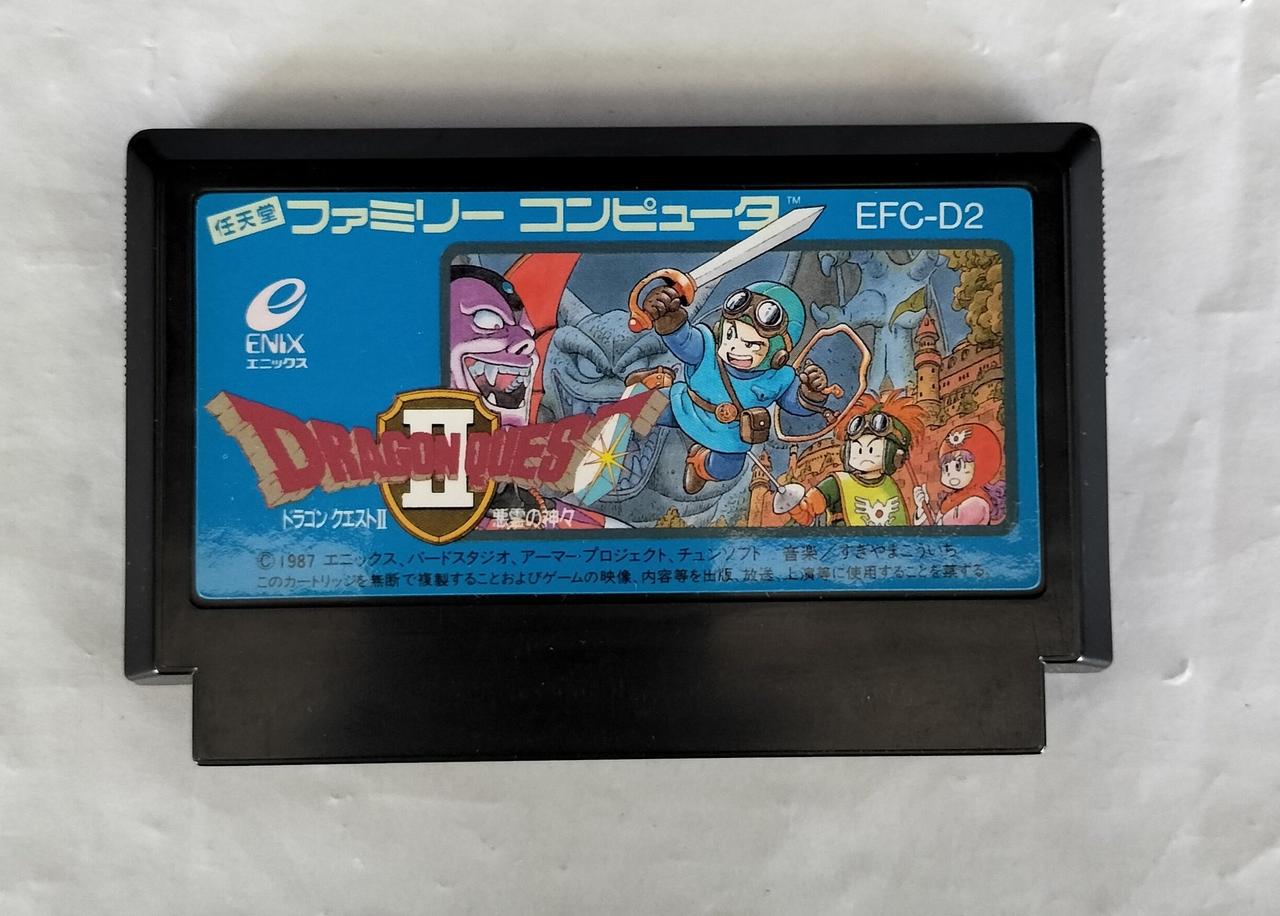 任天堂 ファミリー コンピュータ™ EFC-D2
ENIX
エニックス
DRAGON QUEST
II
ドラゴンクエストII 悪霊の神々
©1987 エニックス、バードスタジオ、アーマープロジェクト、チュンソフト 音楽/すぎやまこういち
このカートリッジを無断で複製することおよびゲームの映像、内容等を出版、放送、上演等に使用することを禁する。